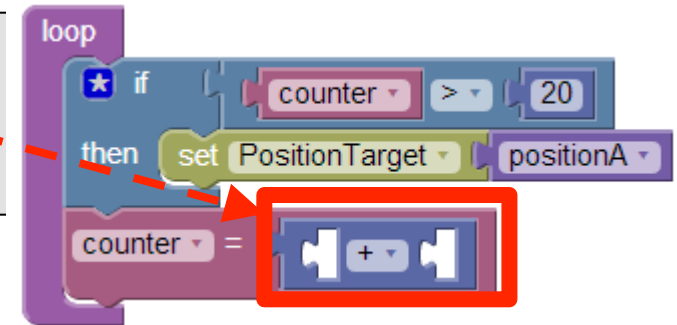 loop
if counter > 20
then set PositionTarget positionA
counter = +